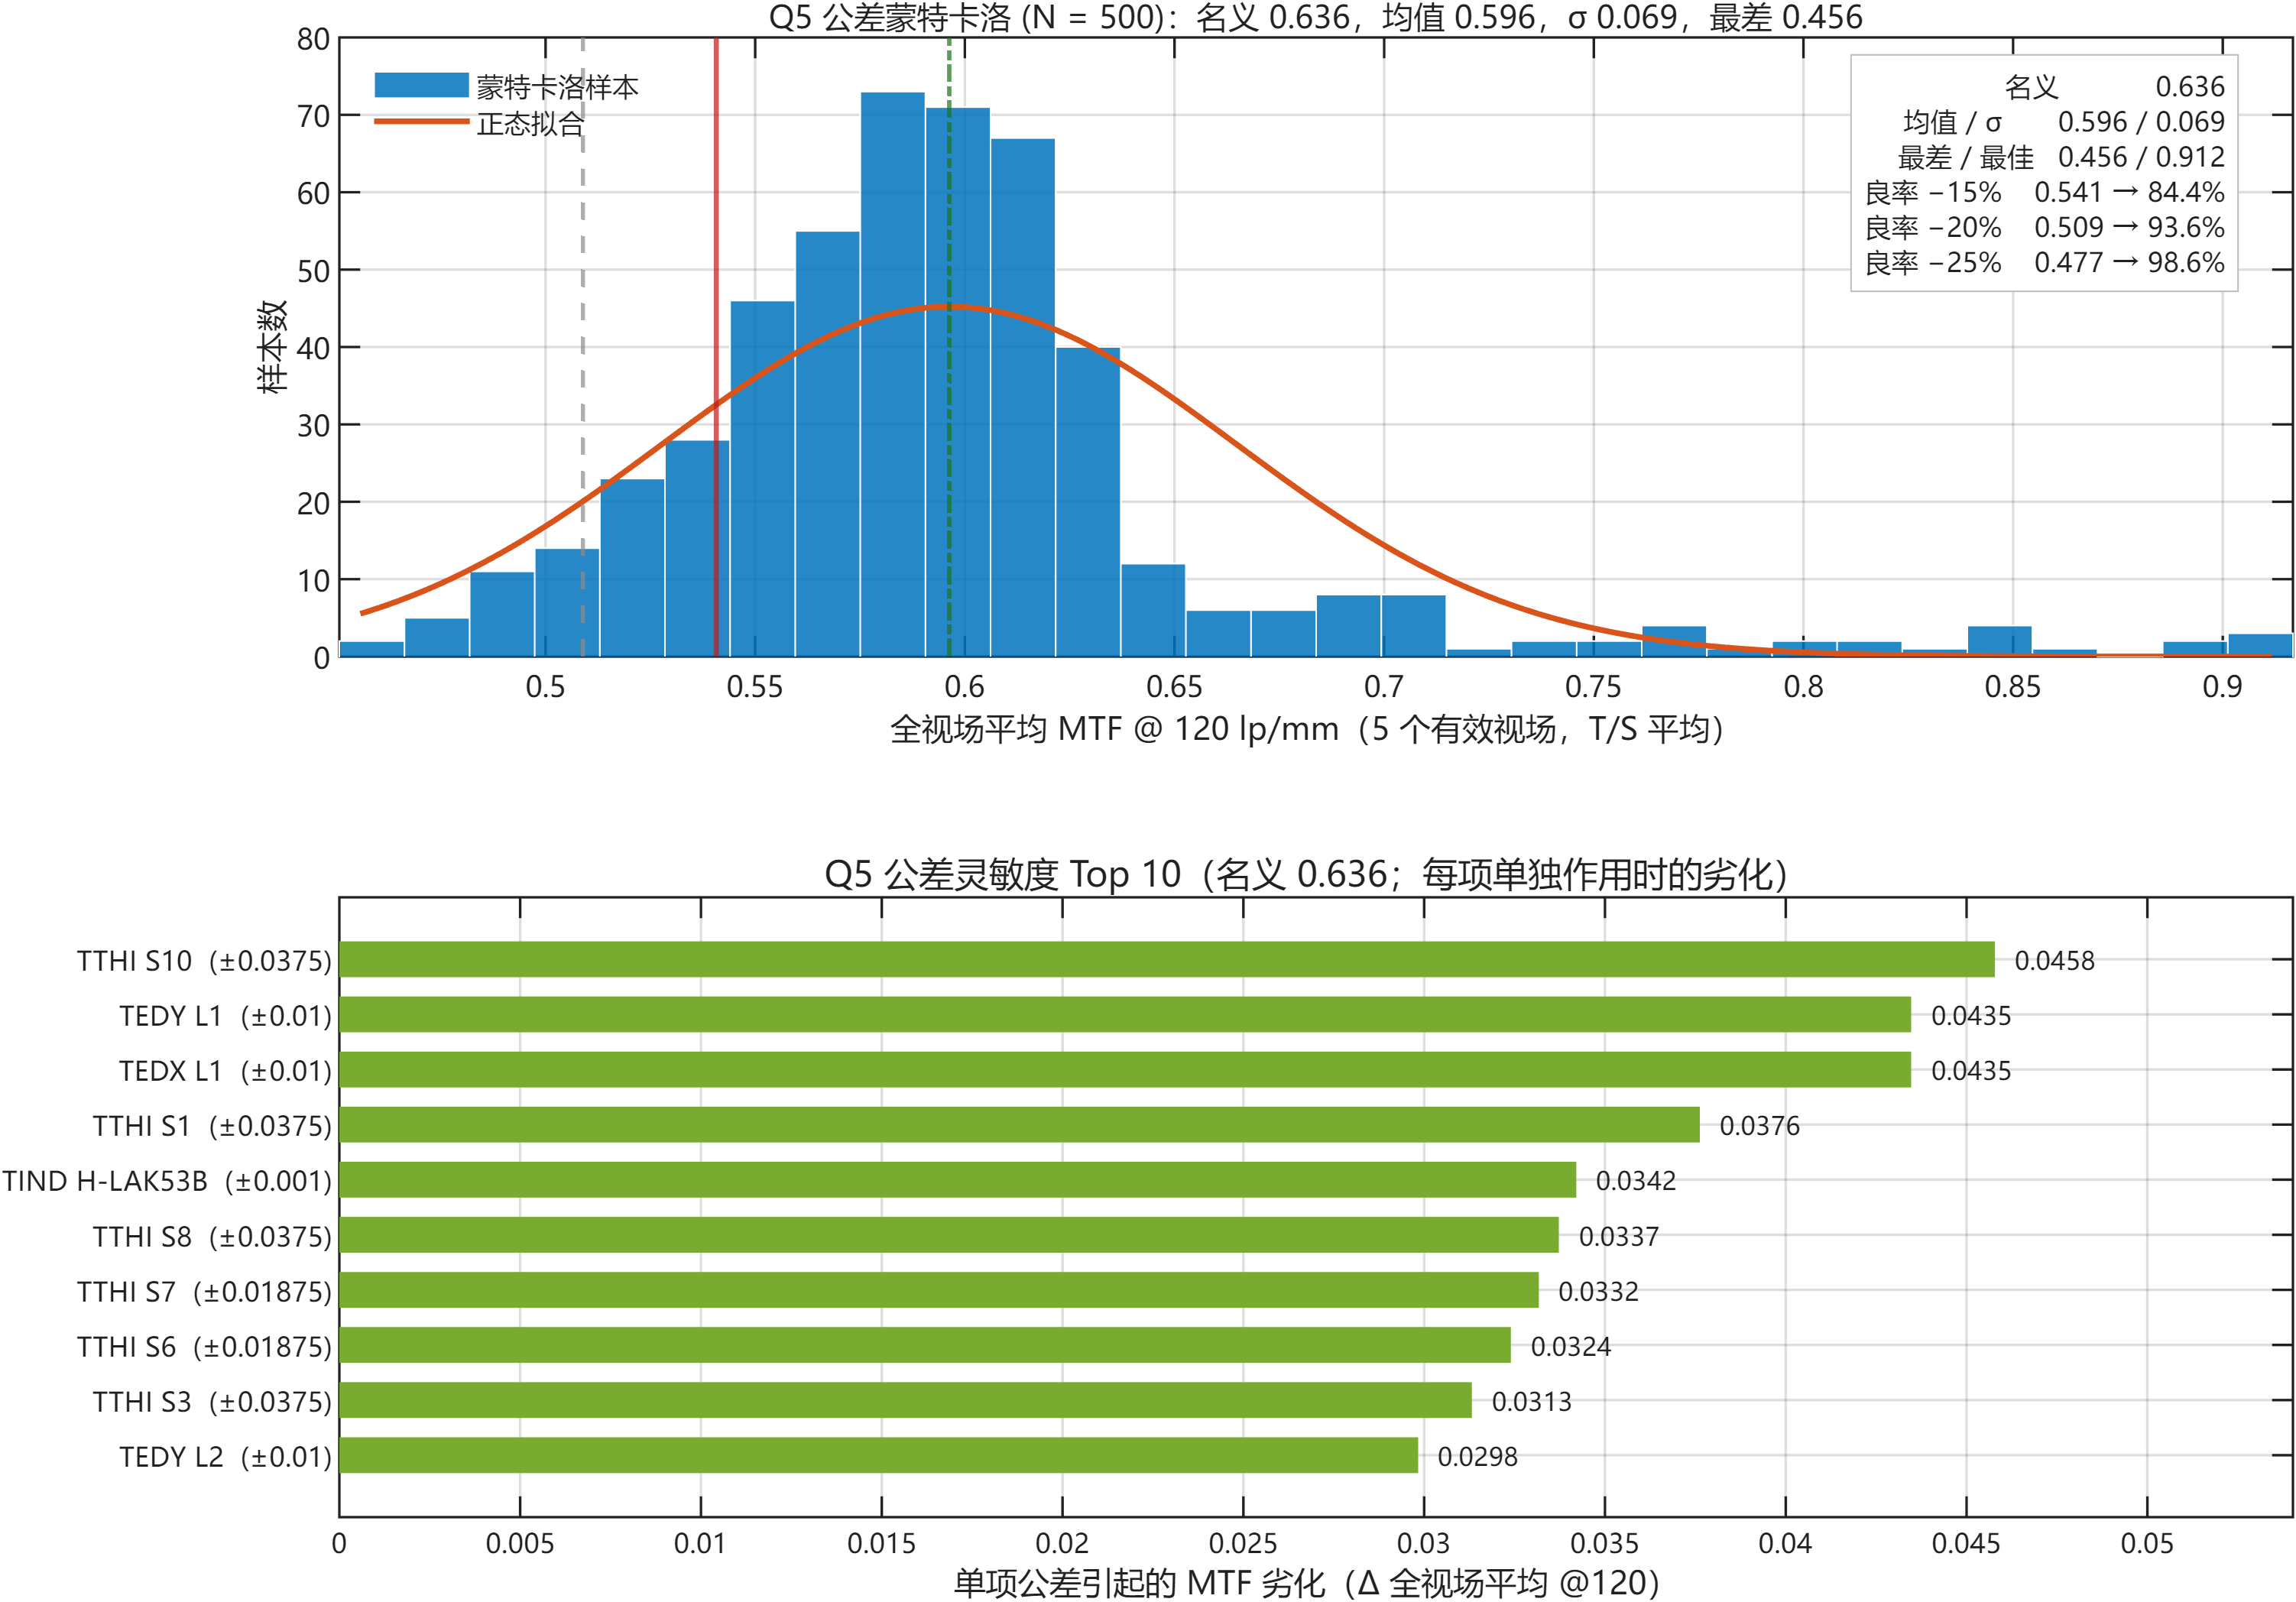 Q5 公差蒙特卡洛 (N = 500)：名义 0.636，均值 0.596，σ 0.069，最差 0.456
80
70
60
50
40
30
20
10
0
样本数
蒙特卡洛样本
正态拟合
名义 0.636
均值 / σ 0.596 / 0.069
最差 / 最佳 0.456 / 0.912
良率 −15% 0.541 → 84.4%
良率 −20% 0.509 → 93.6%
良率 −25% 0.477 → 98.6%
0.5 0.55 0.6 0.65 0.7 0.75 0.8 0.85 0.9
全视场平均 MTF @ 120 lp/mm（5 个有效视场，T/S 平均）
Q5 公差灵敏度 Top 10（名义 0.636；每项单独作用时的劣化）
TTHI S10 (±0.0375) 0.0458
TEDY L1 (±0.01) 0.0435
TEDX L1 (±0.01) 0.0435
TTHI S1 (±0.0375) 0.0376
TIND H-LAK53B (±0.001) 0.0342
TTHI S8 (±0.0375) 0.0337
TTHI S7 (±0.01875) 0.0332
TTHI S6 (±0.01875) 0.0324
TTHI S3 (±0.0375) 0.0313
TEDY L2 (±0.01) 0.0298
0 0.005 0.01 0.015 0.02 0.025 0.03 0.035 0.04 0.045 0.05
单项公差引起的 MTF 劣化（Δ 全视场平均 @120）